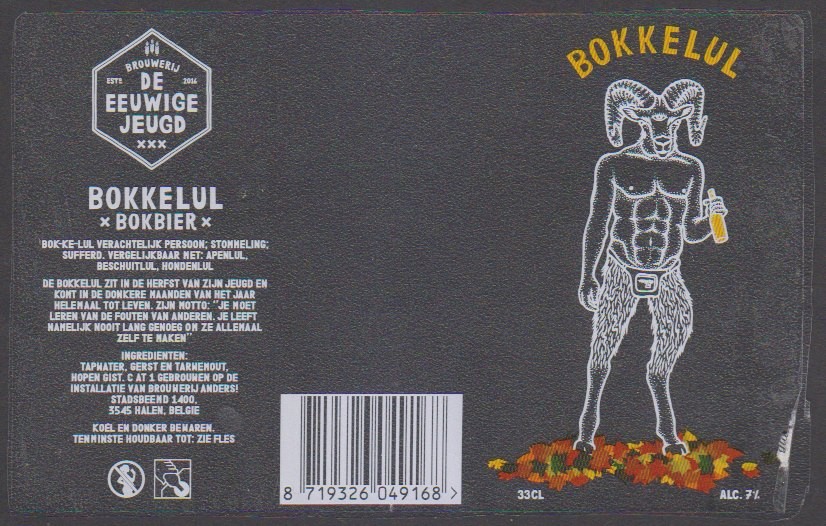 BROUWERIJ
ESTD 2016
DE
EEUWIGE
JEUGD
XXX
BOKKELUL
× BOKBIER ×
BOK-KE-LUL VERACHTELIJK PERSOON; STOMMELING;
SUFFERD. VERGELIJKBAAR MET: APENLUL,
BESCHUITLUL, HONDENLUL
DE BOKKELUL ZIT IN DE HERFST VAN ZIJN JEUGD EN
KOMT IN DE DONKERE MAANDEN VAN HET JAAR
HELEMAAL TOT LEVEN. ZIJN MOTTO: "JE MOET
LEREN VAN DE FOUTEN VAN ANDEREN. JE LEEFT
NAMELIJK NOOIT LANG GENOEG OM ZE ALLEMAAL
ZELF TE MAKEN"
INGREDIENTEN:
TAPWATER, GERST EN TARWEMOUT,
HOPEN GIST. CAT 1 GEBROUWEN OP DE
INSTALLATIE VAN BROUWERIJ ANDERS!
STADSBEEMD 1400,
3545 HALEN, BELGIE
KOEL EN DONKER BEWAREN.
TENMINSTE HOUDBAAR TOT: ZIE FLES
8 719326 049168 >
BOKKELUL
33CL
ALC. 7%